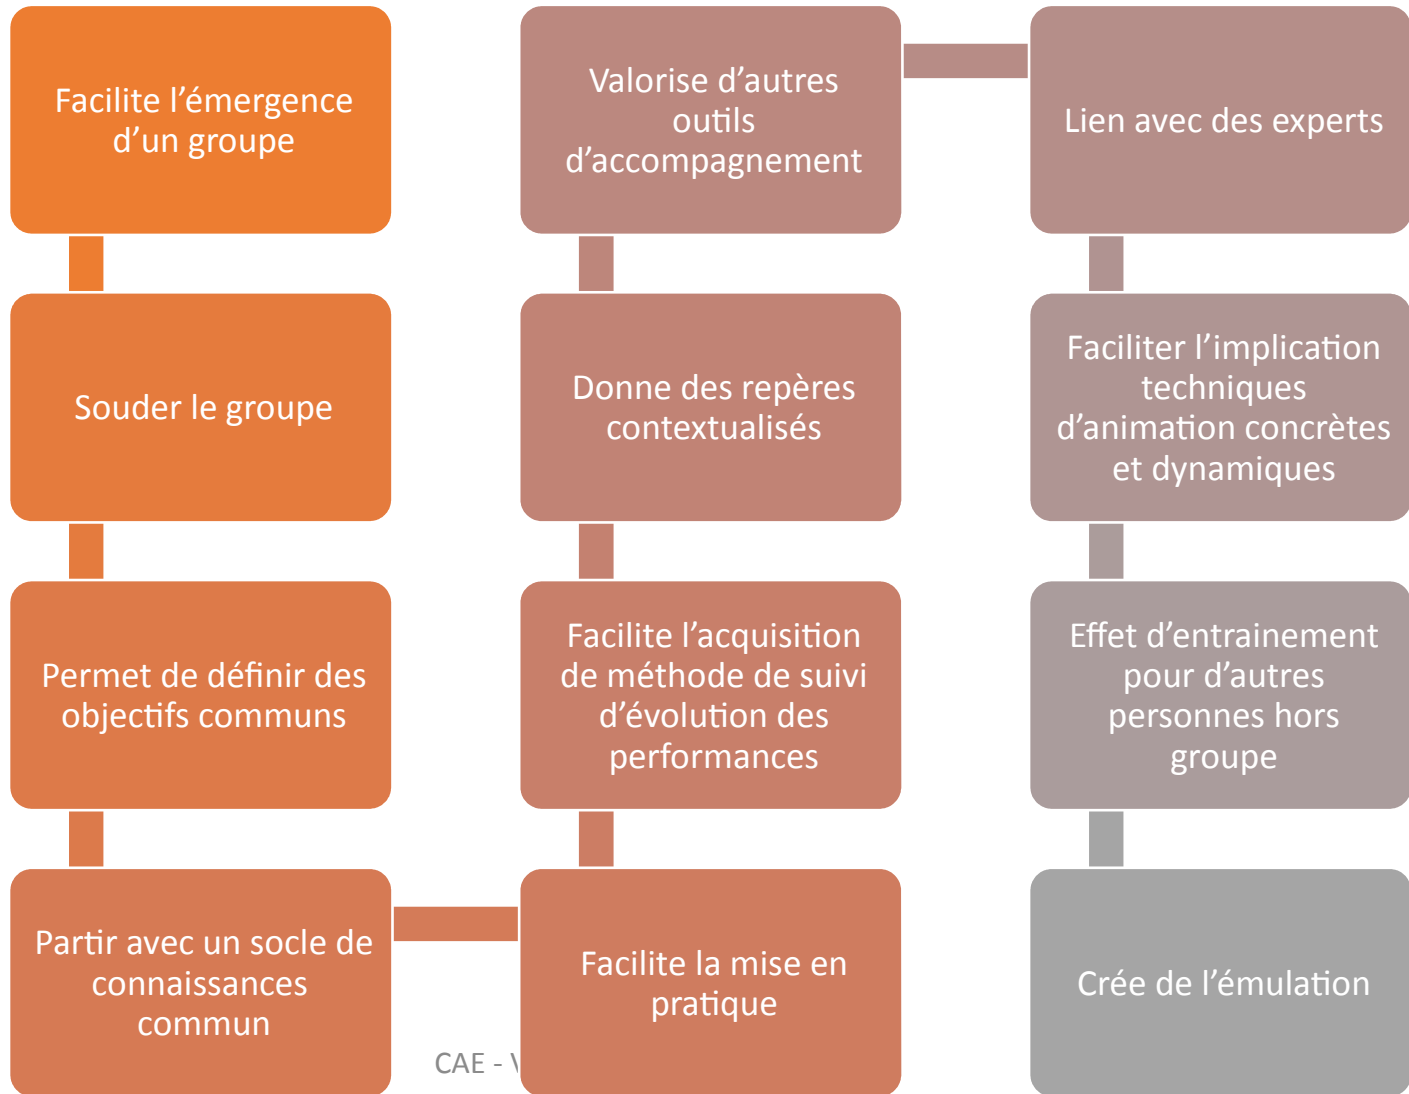 Facilite l’émergence
d’un groupe
Souder le groupe
Permet de définir des
objectifs communs
Partir avec un socle de
connaissances
commun
Facilite la mise en
pratique
Facilite l’acquisition
de méthode de suivi
d’évolution des
performances
Donne des repères
contextualisés
Valorise d’autres
outils
d’accompagnement
Lien avec des experts
Faciliter l’implication
techniques
d’animation concrètes
et dynamiques
Effet d’entrainement
pour d’autres
personnes hors
groupe
Crée de l’émulation
CAE -